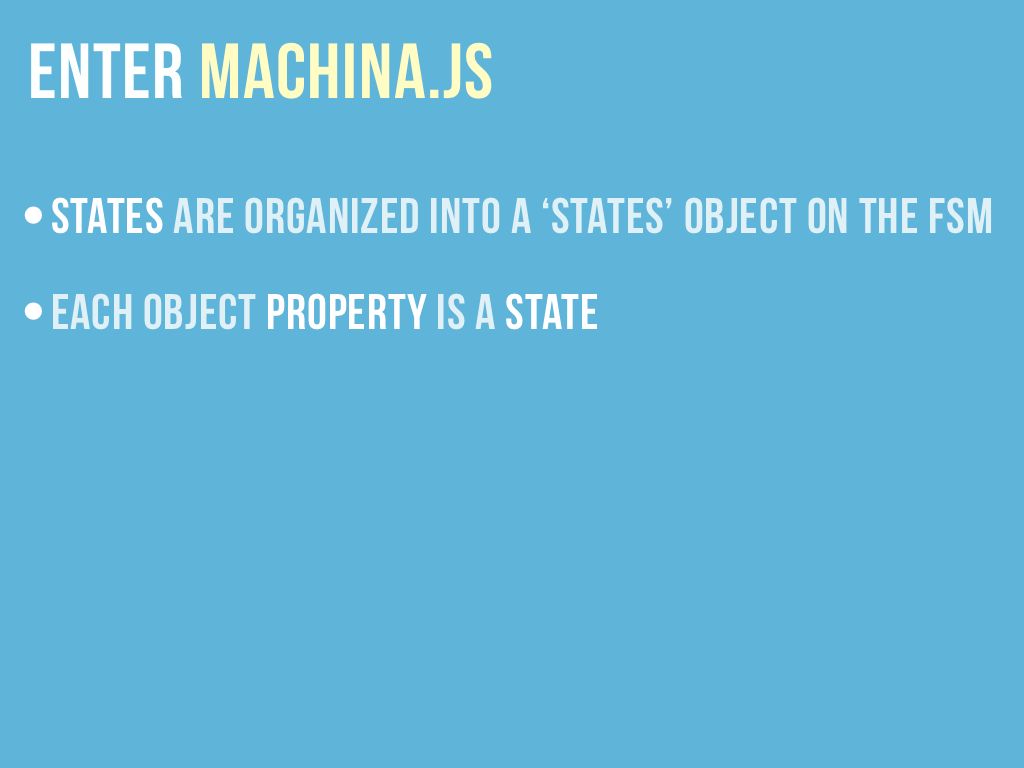 ENTER MACHINA.JS
• STATES ARE ORGANIZED INTO A ‘STATES’ OBJECT ON THE FSM
• EACH OBJECT PROPERTY IS A STATE